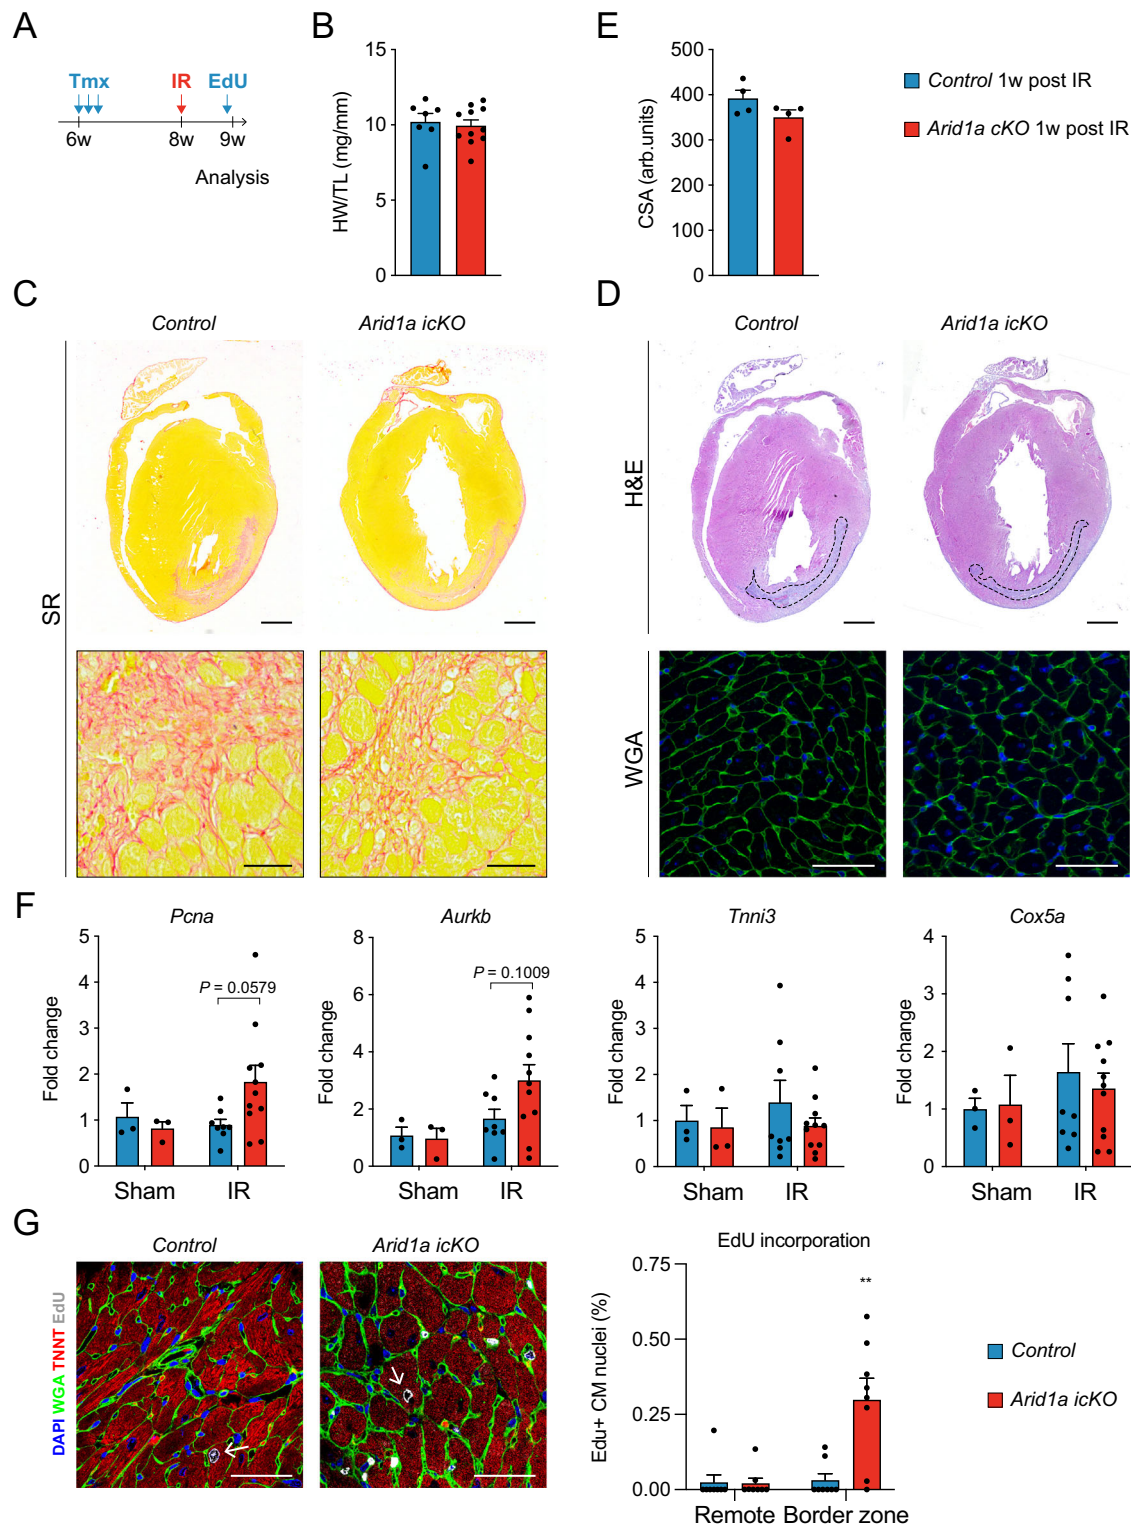 A
Tmx
IR
EdU
6w
8w
9w
Analysis
B
HW/TL (mg/mm)
15
10
5
0
E
CSA (arb.units)
500
400
300
200
100
0
Control 1w post IR
Arid1a cKO 1w post IR
C
Control
Arid1a icKO
SR
D
Control
Arid1a icKO
H&E
WGA
F
Pcna
Fold change
5
4
3
2
1
0
P = 0.0579
Sham
IR
Aurkb
Fold change
8
6
4
2
0
P = 0.1009
Sham
IR
Tnni3
Fold change
5
4
3
2
1
0
Sham
IR
Cox5a
Fold change
4
3
2
1
0
Sham
IR
G
Control
Arid1a icKO
DAPI WGA TNNT EdU
EdU incorporation
Edu+ CM nuclei (%)
0.75
0.50
0.25
0.00
**
Remote
Border zone
Control
Arid1a icKO